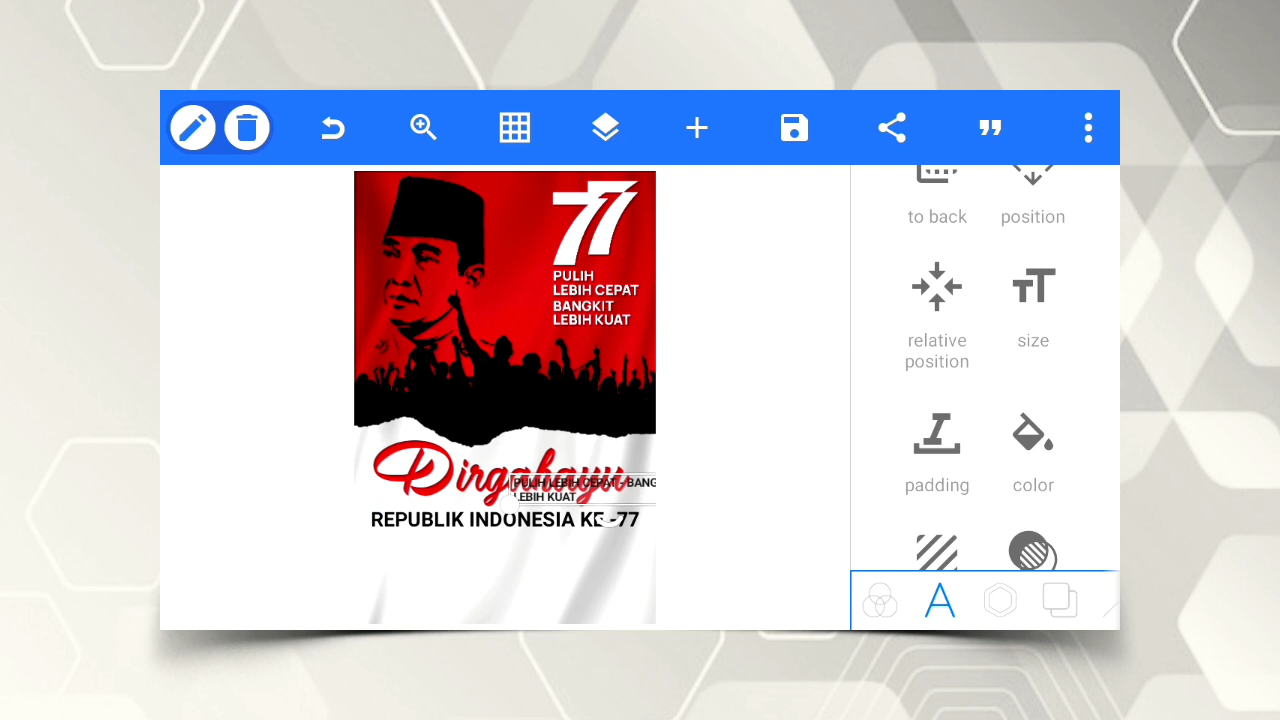 to back
position
77
PULIH
LEBIH CEPAT
BANGKIT
LEBIH KUAT
relative
position
size
Dirgahayu
PULIH LEBIH CEPAT - BANG
LEBIH KUAT
REPUBLIK INDONESIA KE -77
padding
color